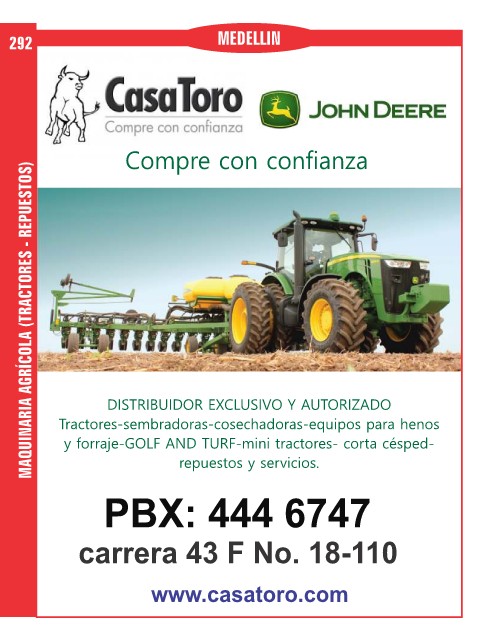 292
MEDELLIN
MAQUINARIA AGRÍCOLA (TRACTORES - REPUESTOS)
CasaToro
Compre con confianza
JOHN DEERE
Compre con confianza
DISTRIBUIDOR EXCLUSIVO Y AUTORIZADO
Tractores-sembradoras-cosechadoras-equipos para henos
y forraje-GOLF AND TURF-mini tractores- corta césped-
repuestos y servicios.
PBX: 444 6747
carrera 43 F No. 18-110
www.casatoro.com